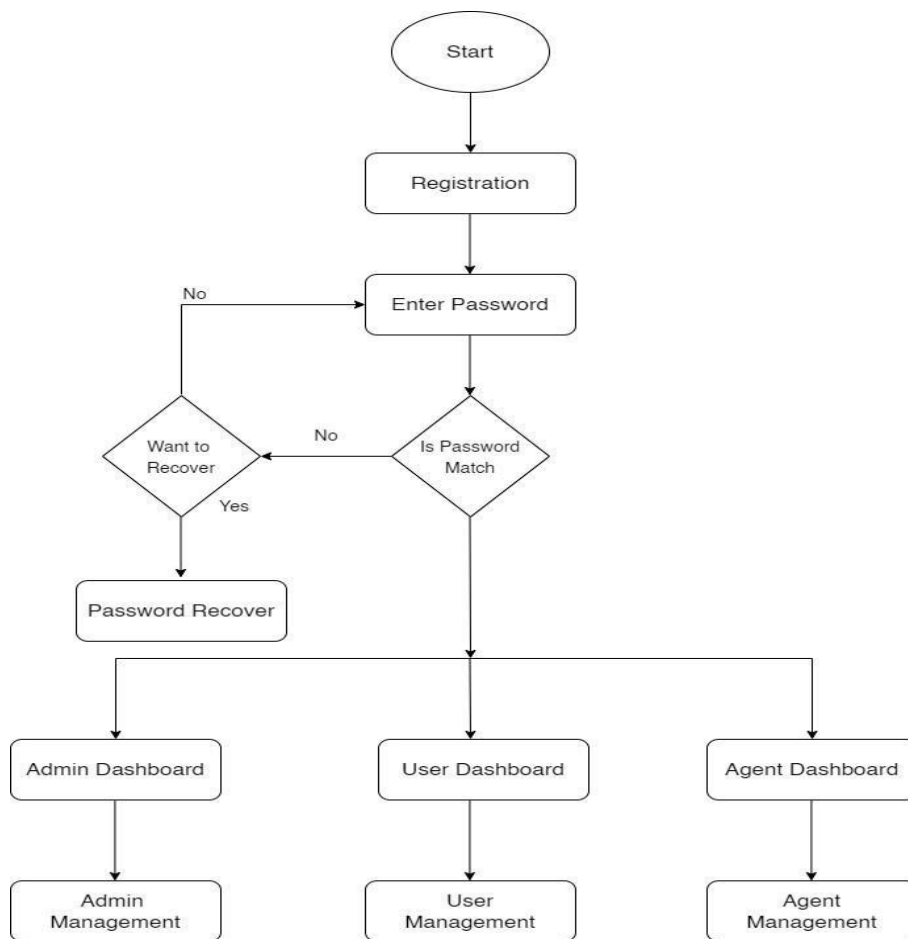 Start
Registration
No
Enter Password
Want to
Recover
No
Is Password
Match
Yes
Password Recover
Admin Dashboard
User Dashboard
Agent Dashboard
Admin
Management
User
Management
Agent
Management